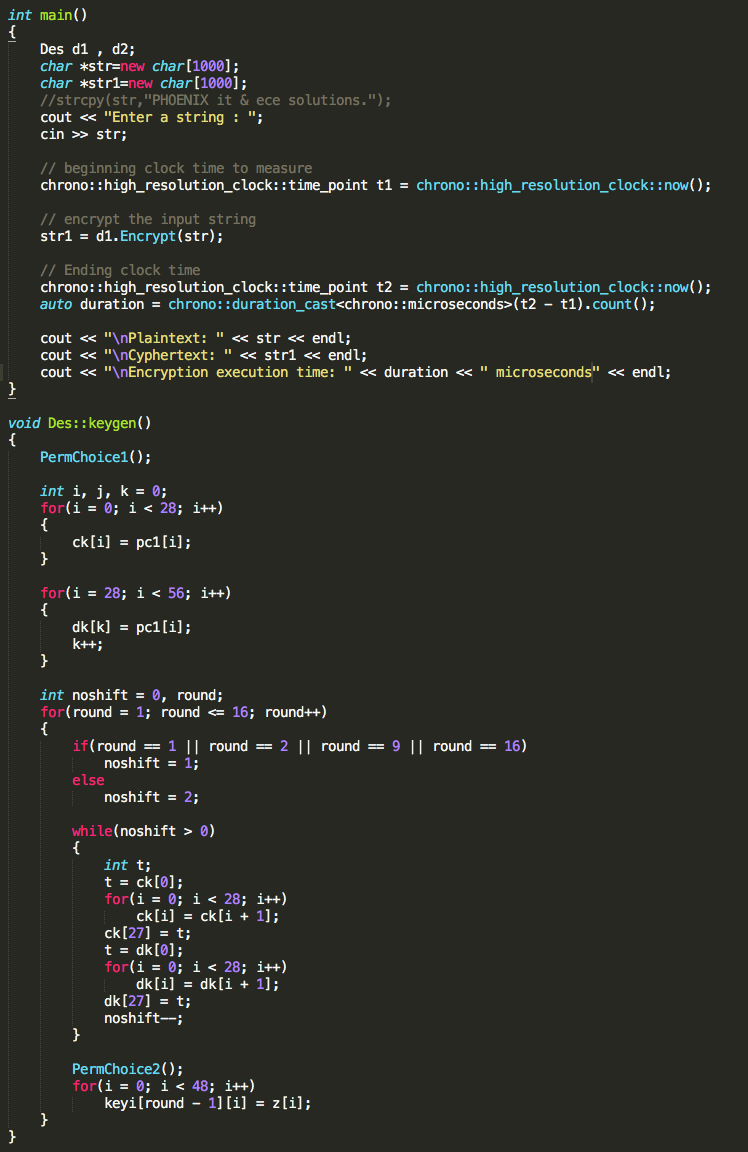 int main()
{
    Des d1 , d2;
    char *str=new char[1000];
    char *str1=new char[1000];
    //strcpy(str,"PHOENIX it & ece solutions.");
    cout << "Enter a string : ";
    cin >> str;

    // beginning clock time to measure
    chrono::high_resolution_clock::time_point t1 = chrono::high_resolution_clock::now();

    // encrypt the input string
    str1 = d1.Encrypt(str);

    // Ending clock time
    chrono::high_resolution_clock::time_point t2 = chrono::high_resolution_clock::now();
    auto duration = chrono::duration_cast<chrono::microseconds>(t2 - t1).count();

    cout << "\nPlaintext: " << str << endl;
    cout << "\nCyphertext: " << str1 << endl;
    cout << "\nEncryption execution time: " << duration << " microseconds" << endl;
}

void Des::keygen()
{
    PermChoice1();

    int i, j, k = 0;
    for(i = 0; i < 28; i++)
    {
        ck[i] = pc1[i];
    }

    for(i = 28; i < 56; i++)
    {
        dk[k] = pc1[i];
        k++;
    }

    int noshift = 0, round;
    for(round = 1; round <= 16; round++)
    {
        if(round == 1 || round == 2 || round == 9 || round == 16)
            noshift = 1;
        else
            noshift = 2;

        while(noshift > 0)
        {
            int t;
            t = ck[0];
            for(i = 0; i < 28; i++)
                ck[i] = ck[i + 1];
            ck[27] = t;
            t = dk[0];
            for(i = 0; i < 28; i++)
                dk[i] = dk[i + 1];
            dk[27] = t;
            noshift--;
        }

        PermChoice2();
        for(i = 0; i < 48; i++)
            keyi[round - 1][i] = z[i];
    }
}